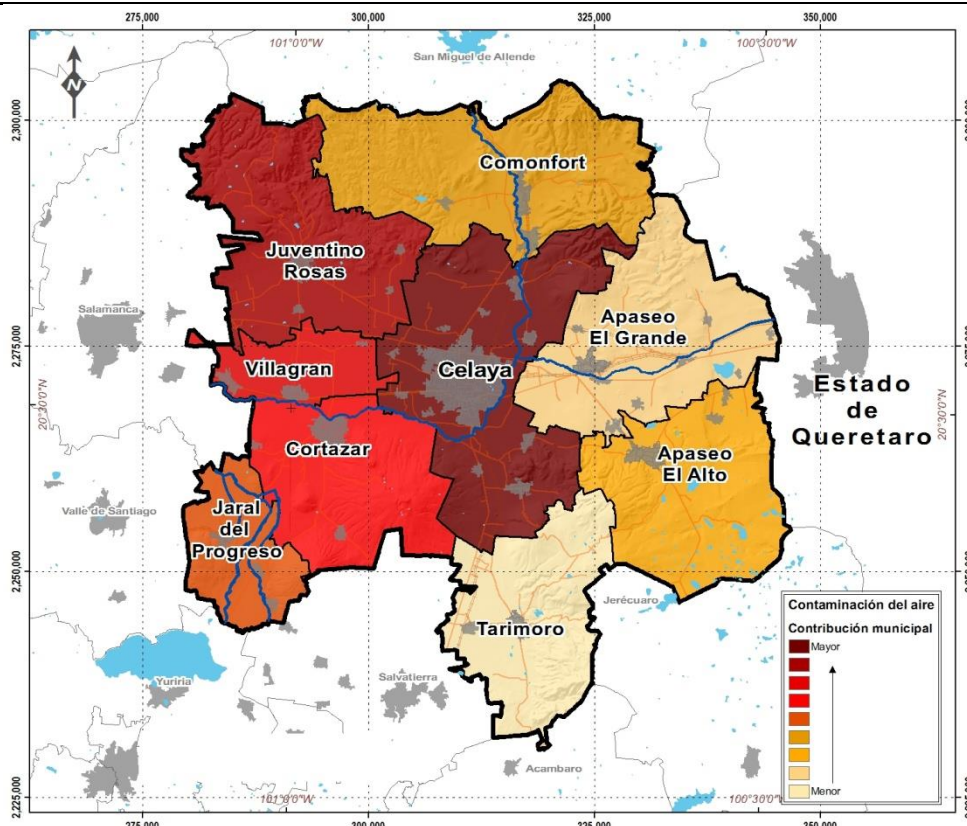 275,000 300,000 325,000 350,000
101°0'0"W 100°30'0"W
San Miguel de Allende
N
2,300,000
Comonfort
Juventino
Rosas
Salamanca
Apaseo
El Grande
2,275,000
Villagran
Celaya
Estado
de
Queretaro
20°30'0"N
20°30'0"N
Cortazar
Apaseo
El Alto
Valle de Santiago
Jaral
del
Progreso
2,250,000
Jerécuaro
Tarimoro
Yuriria
Salvatierra
Acambaro
Contaminación del aire
Contribución municipal
Mayor
Menor
2,225,000
101°0'0"W 100°30'0"W
275,000 300,000 325,000 350,000